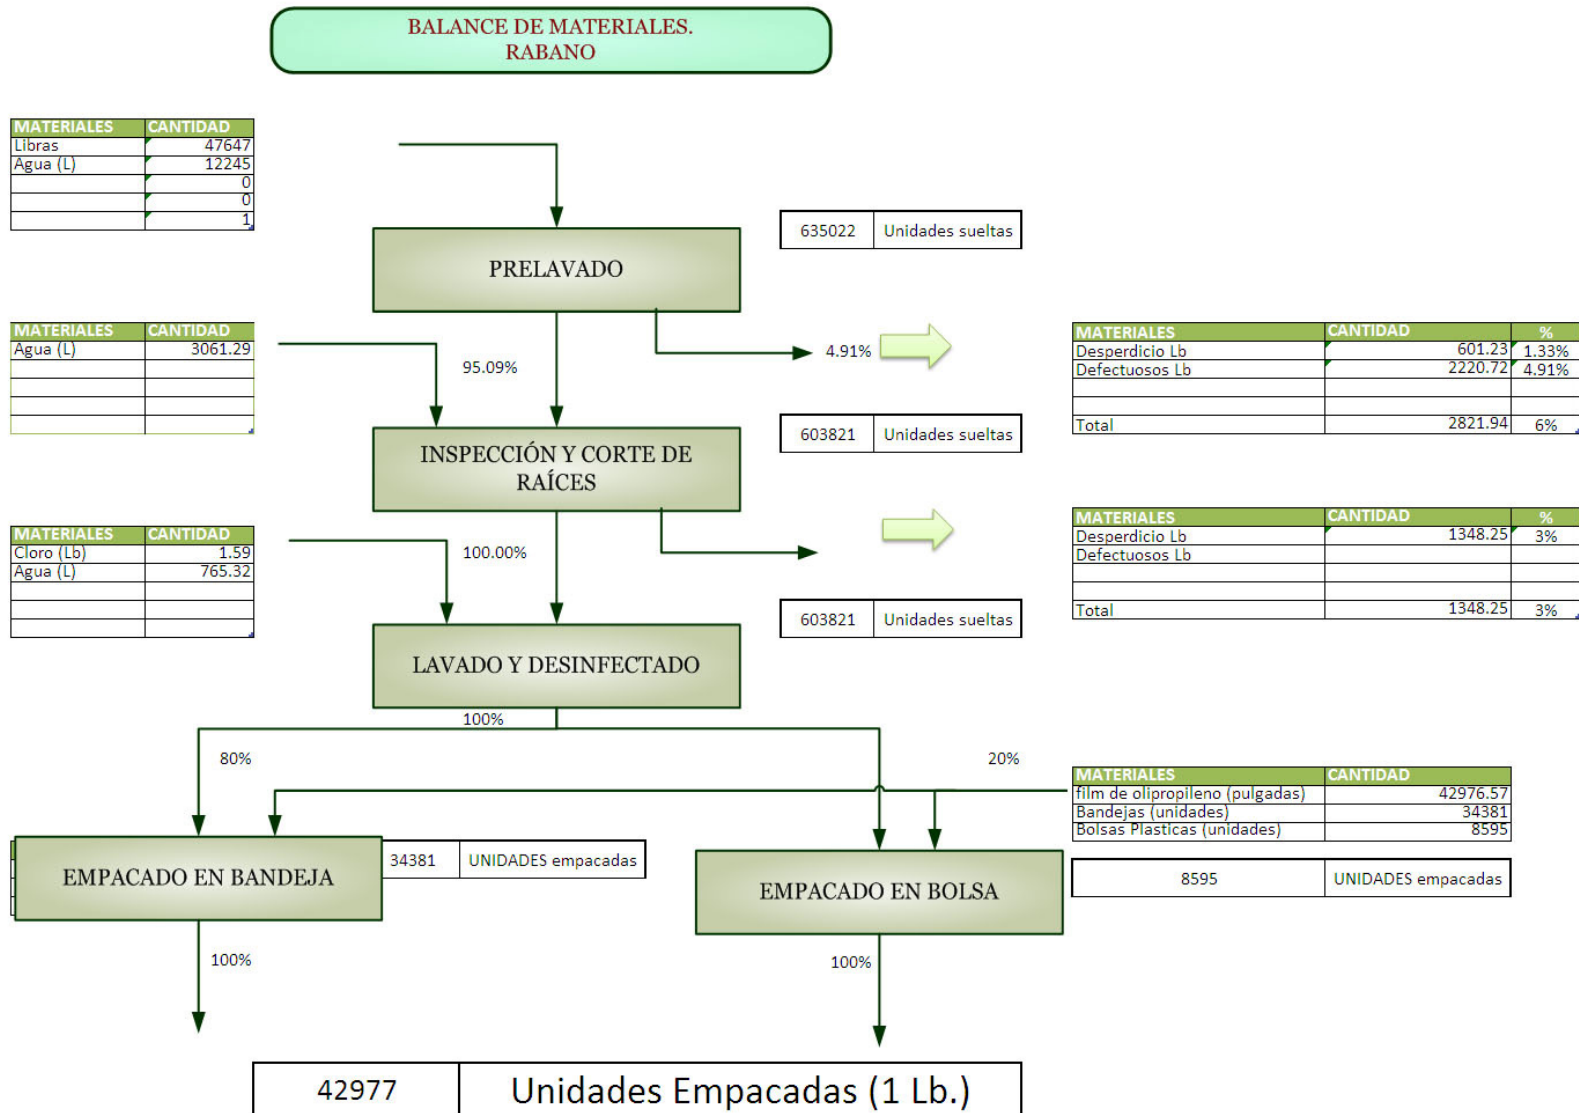 BALANCE DE MATERIALES.
RABANO
MATERIALES CANTIDAD
Libras 47647
Agua (L) 12245
0
0
1
635022 Unidades sueltas
PRELAVADO
MATERIALES CANTIDAD
Agua (L) 3061.29
95.09%
4.91%
MATERIALES CANTIDAD %
Desperdicio Lb 601.23 1.33%
Defectuosos Lb 2220.72 4.91%
Total 2821.94 6%
603821 Unidades sueltas
INSPECCIÓN Y CORTE DE
RAÍCES
MATERIALES CANTIDAD
Cloro (Lb) 1.59
Agua (L) 765.32
100.00%
MATERIALES CANTIDAD %
Desperdicio Lb 1348.25 3%
Defectuosos Lb
Total 1348.25 3%
603821 Unidades sueltas
LAVADO Y DESINFECTADO
100%
80%
20%
MATERIALES CANTIDAD
film de olipropileno (pulgadas) 42976.57
Bandejas (unidades) 34381
Bolsas Plasticas (unidades) 8595
EMPACADO EN BANDEJA
34381 UNIDADES empacadas
EMPACADO EN BOLSA
8595 UNIDADES empacadas
100%
100%
42977 Unidades Empacadas (1 Lb.)